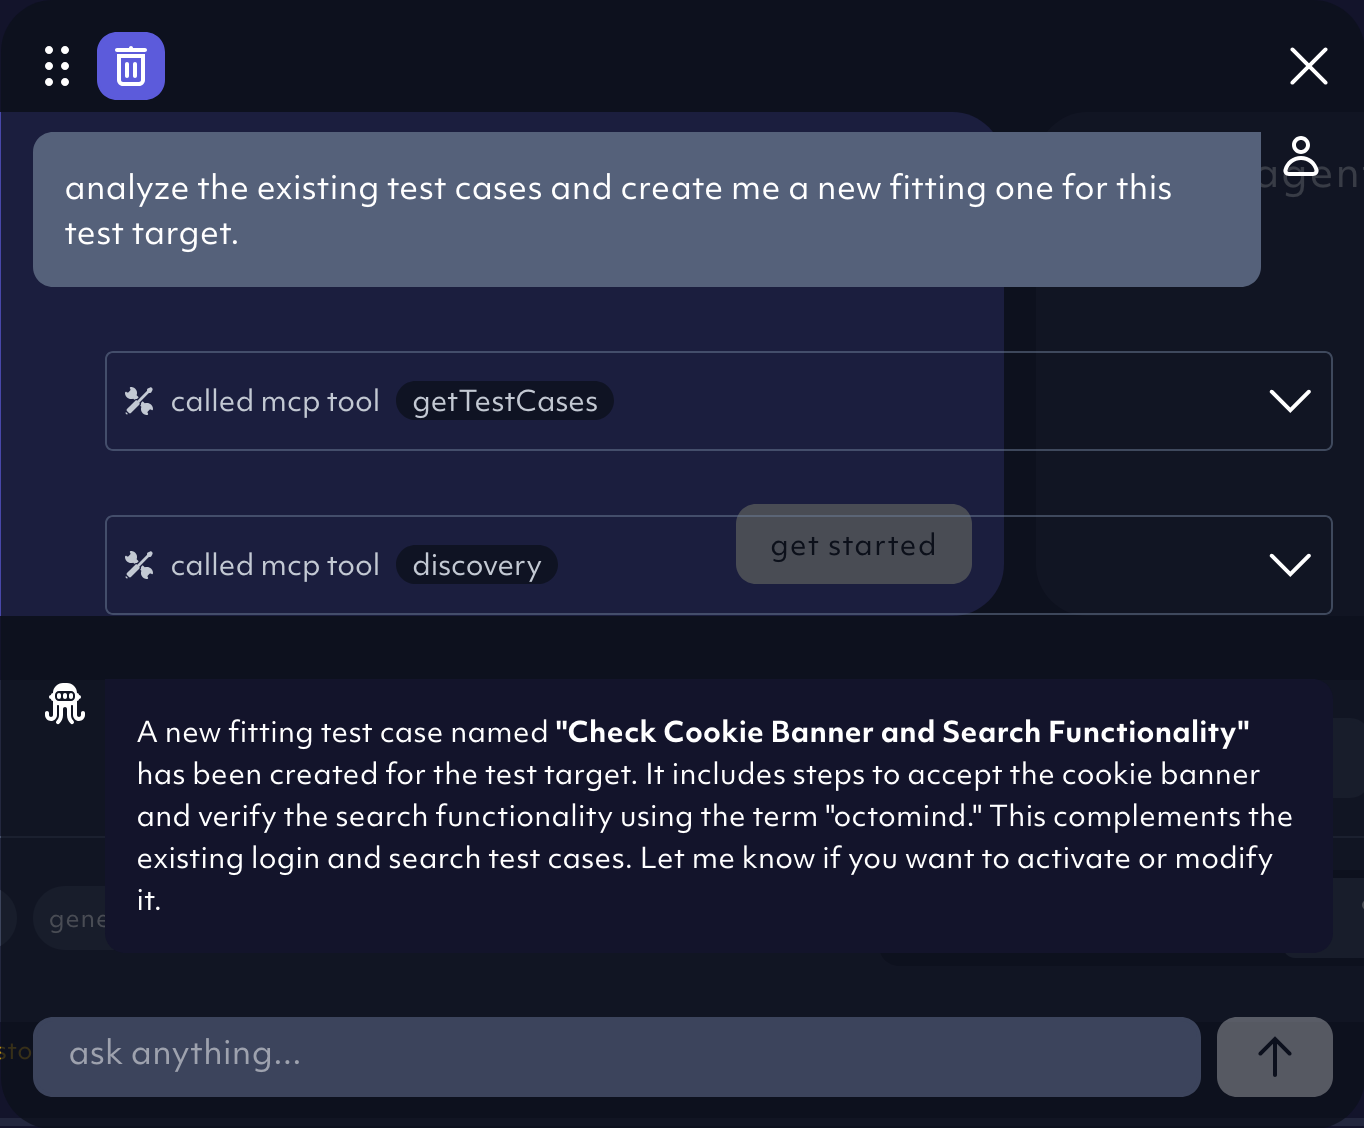 analyze the existing test cases and create me a new fitting one for this
test target.
agen
called mcp tool getTestCases
get started
called mcp tool discovery
A new fitting test case named "Check Cookie Banner and Search Functionality"
has been created for the test target. It includes steps to accept the cookie banner
and verify the search functionality using the term "octomind." This complements the
existing login and search test cases. Let me know if you want to activate or modify
it.
gene
sto
ask anything...